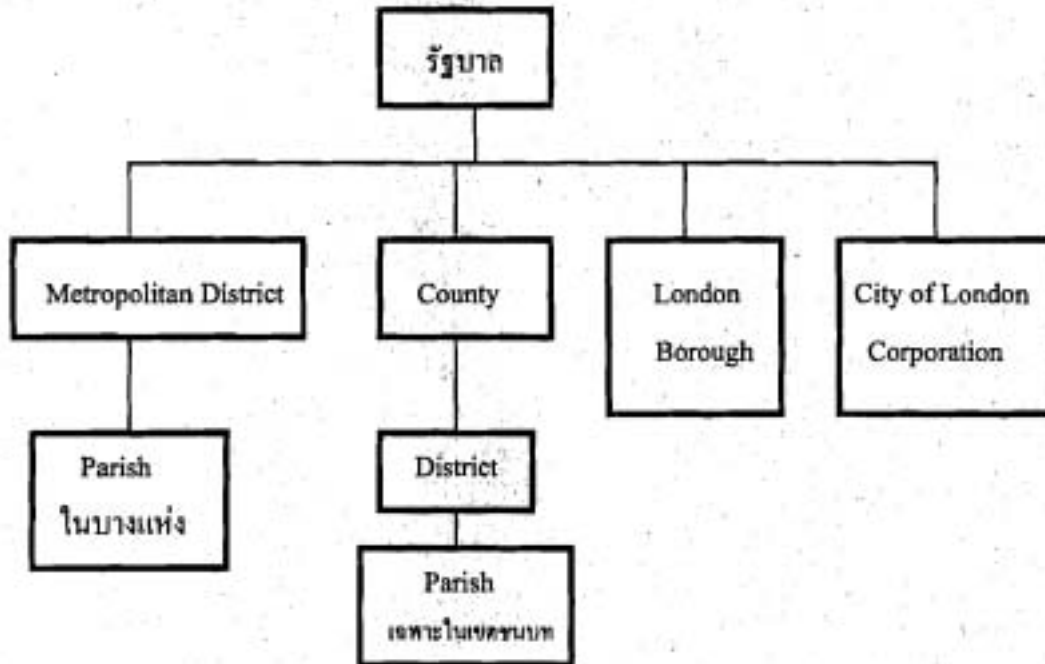 รัฐบาล
Metropolitan District
County
London
Borough
City of London
Corporation
Parish
ในบางแห่ง
District
Parish
เฉพาะในเขตชนบท